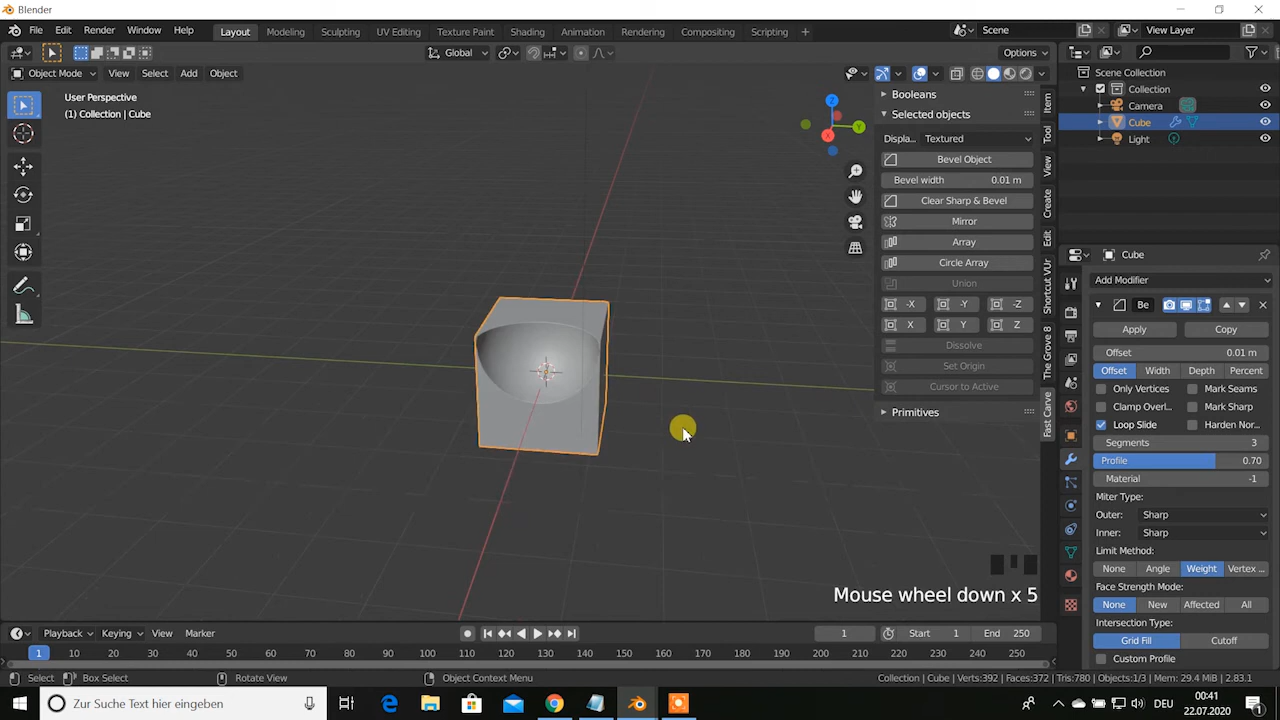 Blender
File Edit Render Window Help
Layout Modeling Sculpting UV Editing Texture Paint Shading Animation Rendering Compositing Scripting +
Scene
View Layer
Global
Options
Object Mode View Select Add Object
User Perspective
(1) Collection | Cube
Z
Y
X
Booleans
Selected objects
Displa.. Textured
Bevel Object
Bevel width 0.01 m
Clear Sharp & Bevel
Mirror
Array
Circle Array
Union
-X -Y -Z
X Y Z
Dissolve
Set Origin
Cursor to Active
Primitives
Item
Tool
View
Create
Edit
Shortcut VUr
The Grove 8
Fast Carve
Scene Collection
Collection
Camera
Cube
Light
Cube
Add Modifier
Be
Apply Copy
Offset 0.01 m
Offset Width Depth Percent
Only Vertices Mark Seams
Clamp Overl.. Mark Sharp
Loop Slide Harden Nor...
Segments 3
Profile 0.70
Material -1
Miter Type:
Outer: Sharp
Inner: Sharp
Limit Method:
None Angle Weight Vertex ...
Face Strength Mode:
None New Affected All
Intersection Type:
Grid Fill Cutoff
Custom Profile
Mouse wheel down x 5
Playback Keying View Marker
1 Start 1 End 250
1 10 20 30 40 50 60 70 80 90 100 110 120 130 140 150 160 170 180 190 200 210 220 230 240 250
Select Box Select Rotate View Object Context Menu
Collection | Cube | Verts:392 | Faces:372 | Tris:780 | Objects:1/3 | Mem: 29.4 MiB | 2.83.1
Zur Suche Text hier eingeben
DEU
00:41
22.07.2020